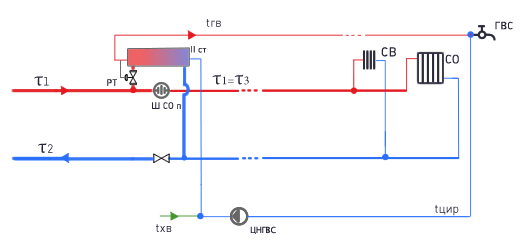 tгв
ГВС
II ст
СВ
СО
РТ
τ1
Ш СО п
τ1=τ3
τ2
tхв
ЦНГВС
tцир